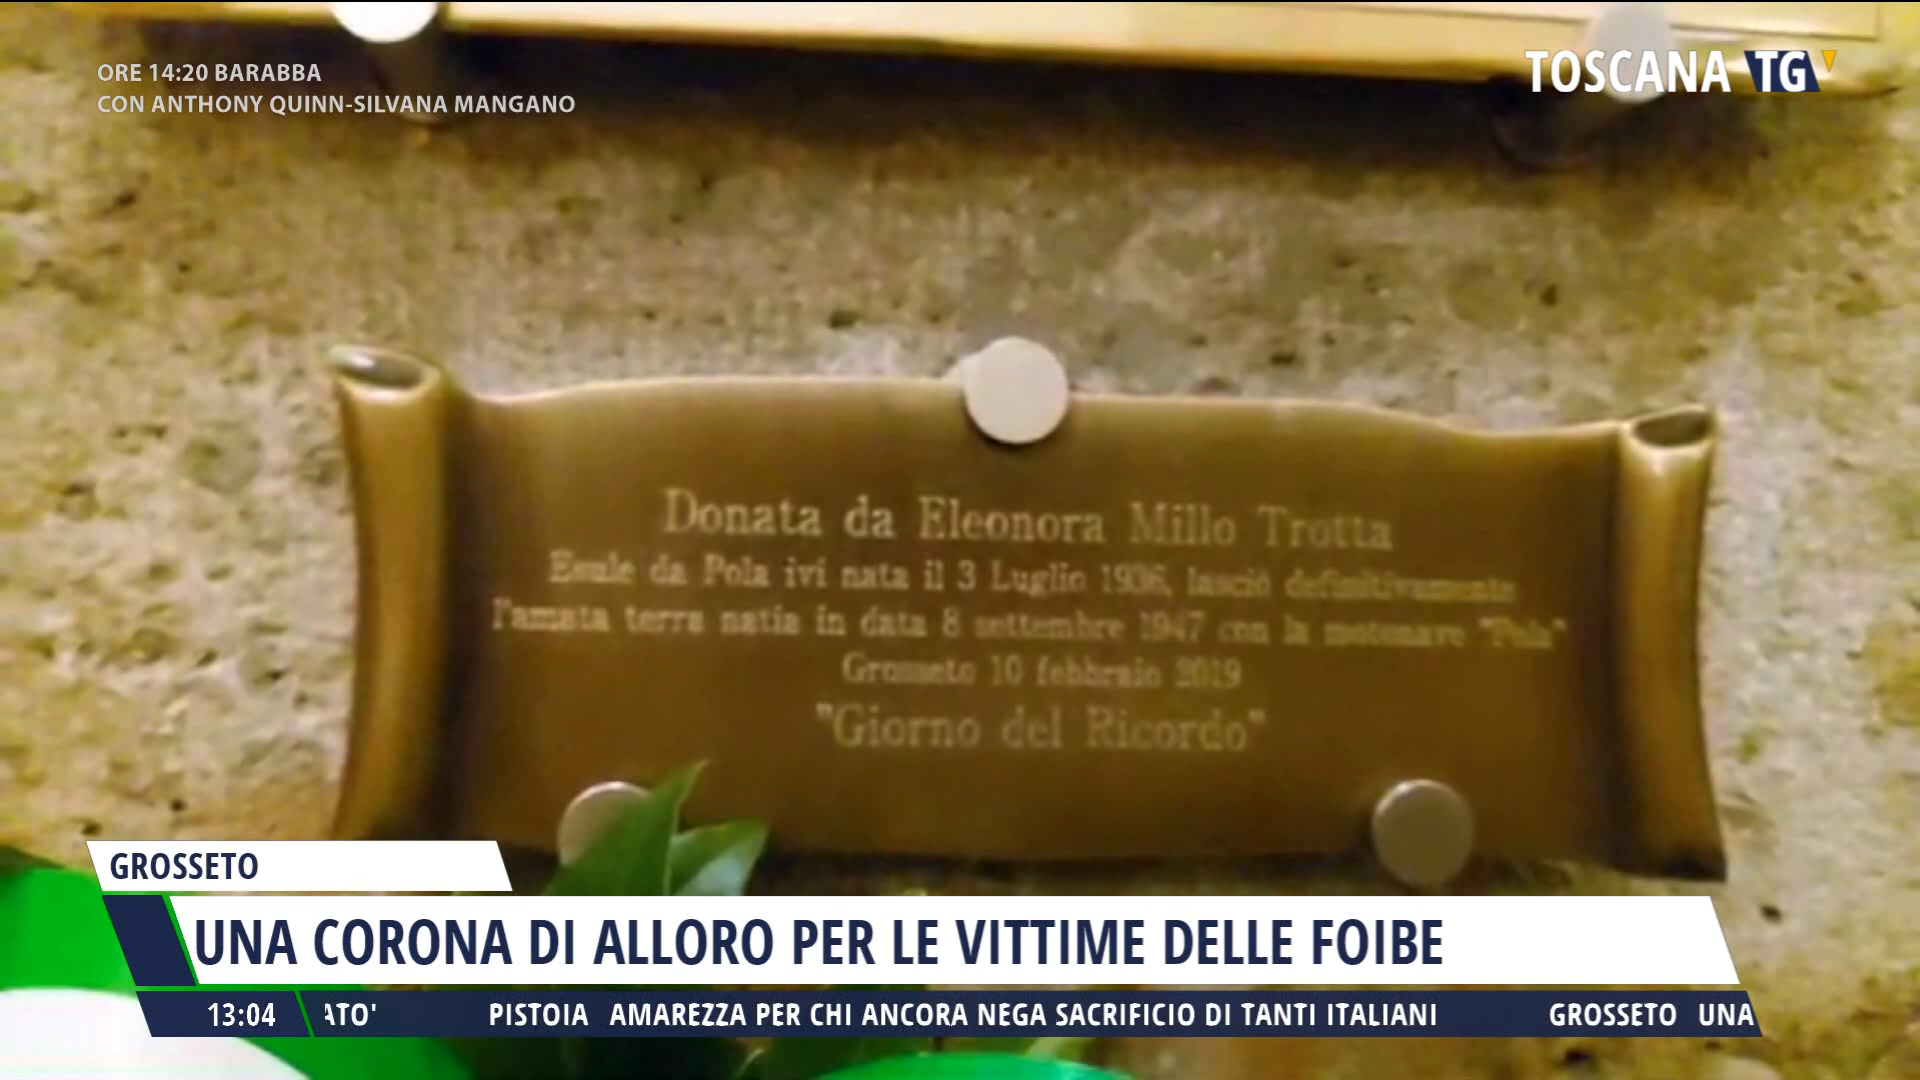 ORE 14:20 BARABBA
CON ANTHONY QUINN-SILVANA MANGANO
TOSCANA TG
Donata da Eleonora Millo Trotta
Esule da Pola ivi nata il 3 Luglio 1936, lasciò definitivamente
l'amata terra natia in data 8 settembre 1947 con la motonave "Pola"
Grosseto 10 febbraio 2019
"Giorno del Ricordo"
GROSSETO
UNA CORONA DI ALLORO PER LE VITTIME DELLE FOIBE
13:04 ATO' PISTOIA AMAREZZA PER CHI ANCORA NEGA SACRIFICIO DI TANTI ITALIANI GROSSETO UNA